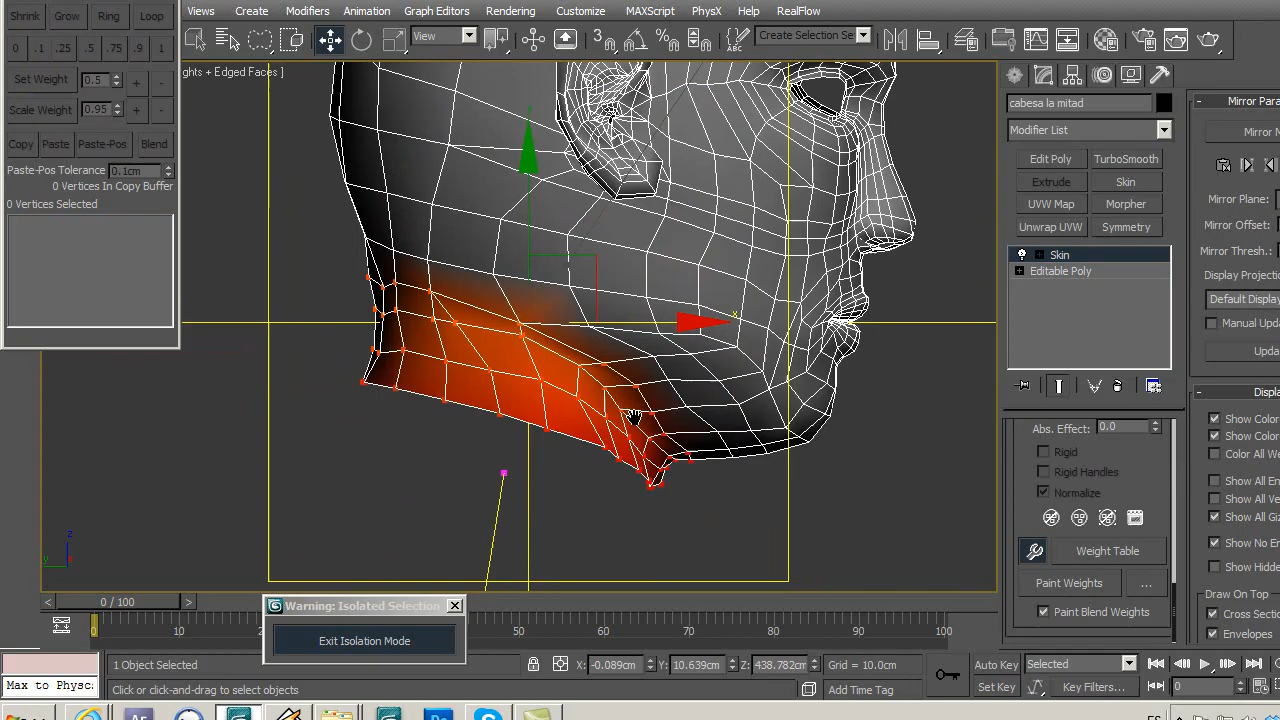 Views Create Modifiers Animation Graph Editors Rendering Customize MAXScript PhysX Help RealFlow
Shrink Grow Ring Loop
0 .1 .25 .5 .75 .9 1
Set Weight 0.5 + -
Scale Weight 0.95 + -
Copy Paste Paste-Pos Blend
Paste-Pos Tolerance 0.1cm
0 Vertices In Copy Buffer
0 Vertices Selected
View
3
Create Selection Se
ghts + Edged Faces ]
x
z
y
cabesa la mitad
Modifier List
Edit Poly TurboSmooth
Extrude Skin
UVW Map Morpher
Unwrap UVW Symmetry
Skin
Editable Poly
Abs. Effect: 0.0
Rigid
Rigid Handles
Normalize
Weight Table
Paint Weights ...
Paint Blend Weights
- Mirror Para
Mirror M
Mirror Plane:
Mirror Offset:
Mirror Thresh.:
Display Projectio
Default Display
Manual Upda
Upda
- Displa
Show Color
Show Color
Color All We
Show All En
Show All Ve
Show All Giz
Show No En
Show Hidde
Draw On Top
Cross Sectio
Envelopes
< 0 / 100 >
0 10 50 60 70 80 90 100
Warning: Isolated Selection
Exit Isolation Mode
1 Object Selected X: -0.089cm Y: 10.639cm Z: 438.782cm Grid = 10.0cm
Auto Key Selected
Max to Physca
Click or click-and-drag to select objects
Add Time Tag
Set Key Key Filters... 0
Ps
ES